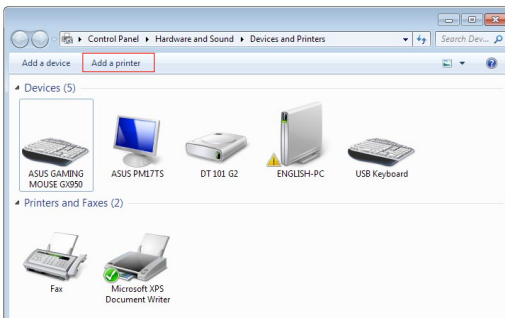 Control Panel ▸ Hardware and Sound ▸ Devices and Printers
Search Dev...
Add a device
Add a printer
Devices (5)
ASUS GAMING
MOUSE GX950
ASUS PM17TS
DT 101 G2
ENGLISH-PC
USB Keyboard
Printers and Faxes (2)
Fax
Microsoft XPS
Document Writer